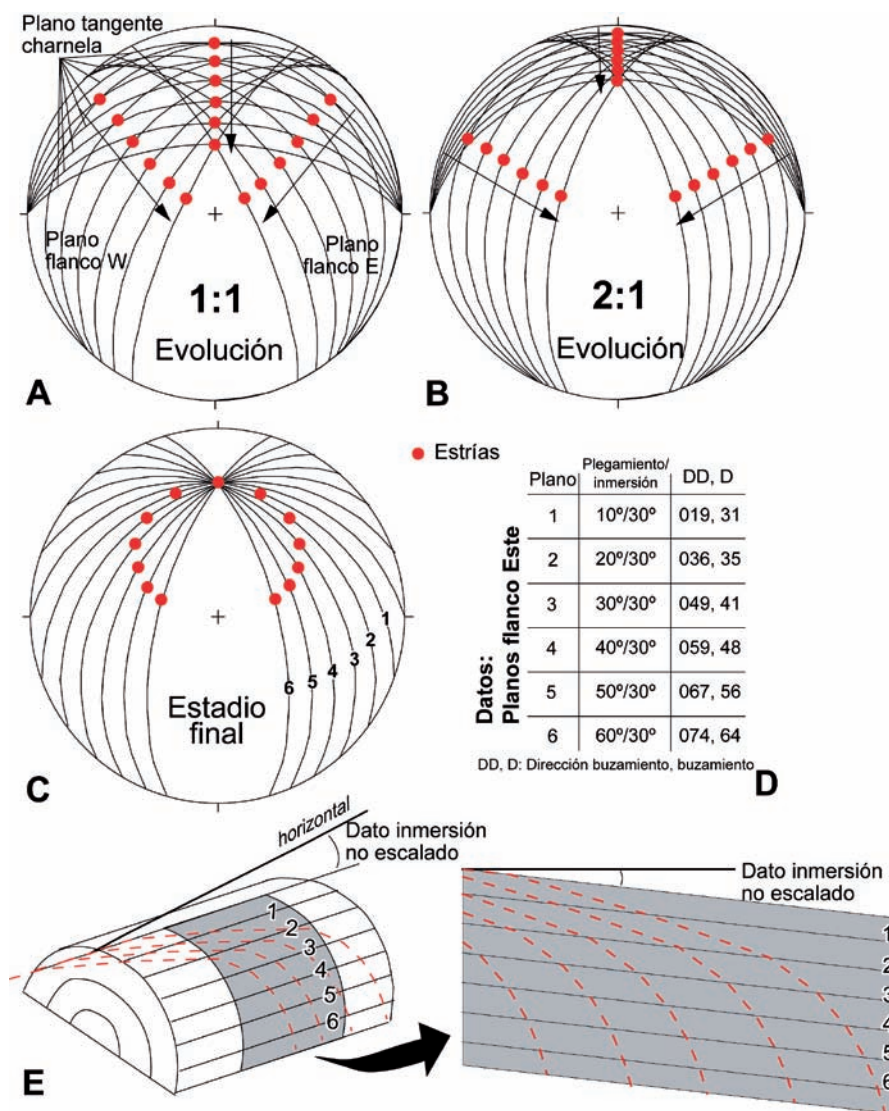 Plano tangente
charnela
Plano
flanco W
Plano
flanco E
1:1
Evolución
A
2:1
Evolución
B
Estrías
1
2
3
4
5
6
Estadio
final
C
Datos:
Planos flanco Este
Plano Plegamiento/ inmersión DD, D
1 10º/30º 019, 31
2 20º/30º 036, 35
3 30º/30º 049, 41
4 40º/30º 059, 48
5 50º/30º 067, 56
6 60º/30º 074, 64
DD, D: Dirección buzamiento, buzamiento
D
horizontal
Dato inmersión
no escalado
1
2
3
4
5
6
E
Dato inmersión
no escalado
1
2
3
4
5
6